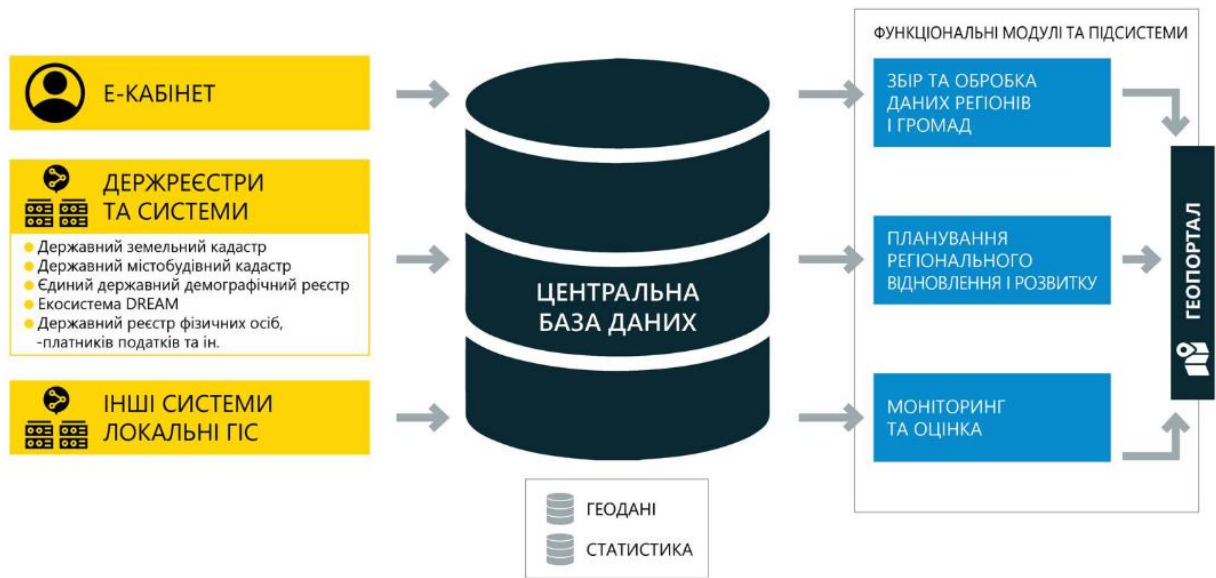 Е-КАБІНЕТ
ДЕРЖРЕЄСТРИ
ТА СИСТЕМИ
Державний земельний кадастр
Державний містобудівний кадастр
Єдиний державний демографічний реєстр
Екосистема DREAM
Державний реєстр фізичних осіб,
-платників податків та ін.
ІНШІ СИСТЕМИ
ЛОКАЛЬНІ ГІС
ЦЕНТРАЛЬНА
БАЗА ДАНИХ
ГЕОДАНІ
СТАТИСТИКА
ФУНКЦІОНАЛЬНІ МОДУЛІ ТА ПІДСИСТЕМИ
ЗБІР ТА ОБРОБКА
ДАНИХ РЕГІОНІВ
І ГРОМАД
ПЛАНУВАННЯ
РЕГІОНАЛЬНОГО
ВІДНОВЛЕННЯ І РОЗВИТКУ
МОНІТОРИНГ
ТА ОЦІНКА
ГЕОПОРТАЛ